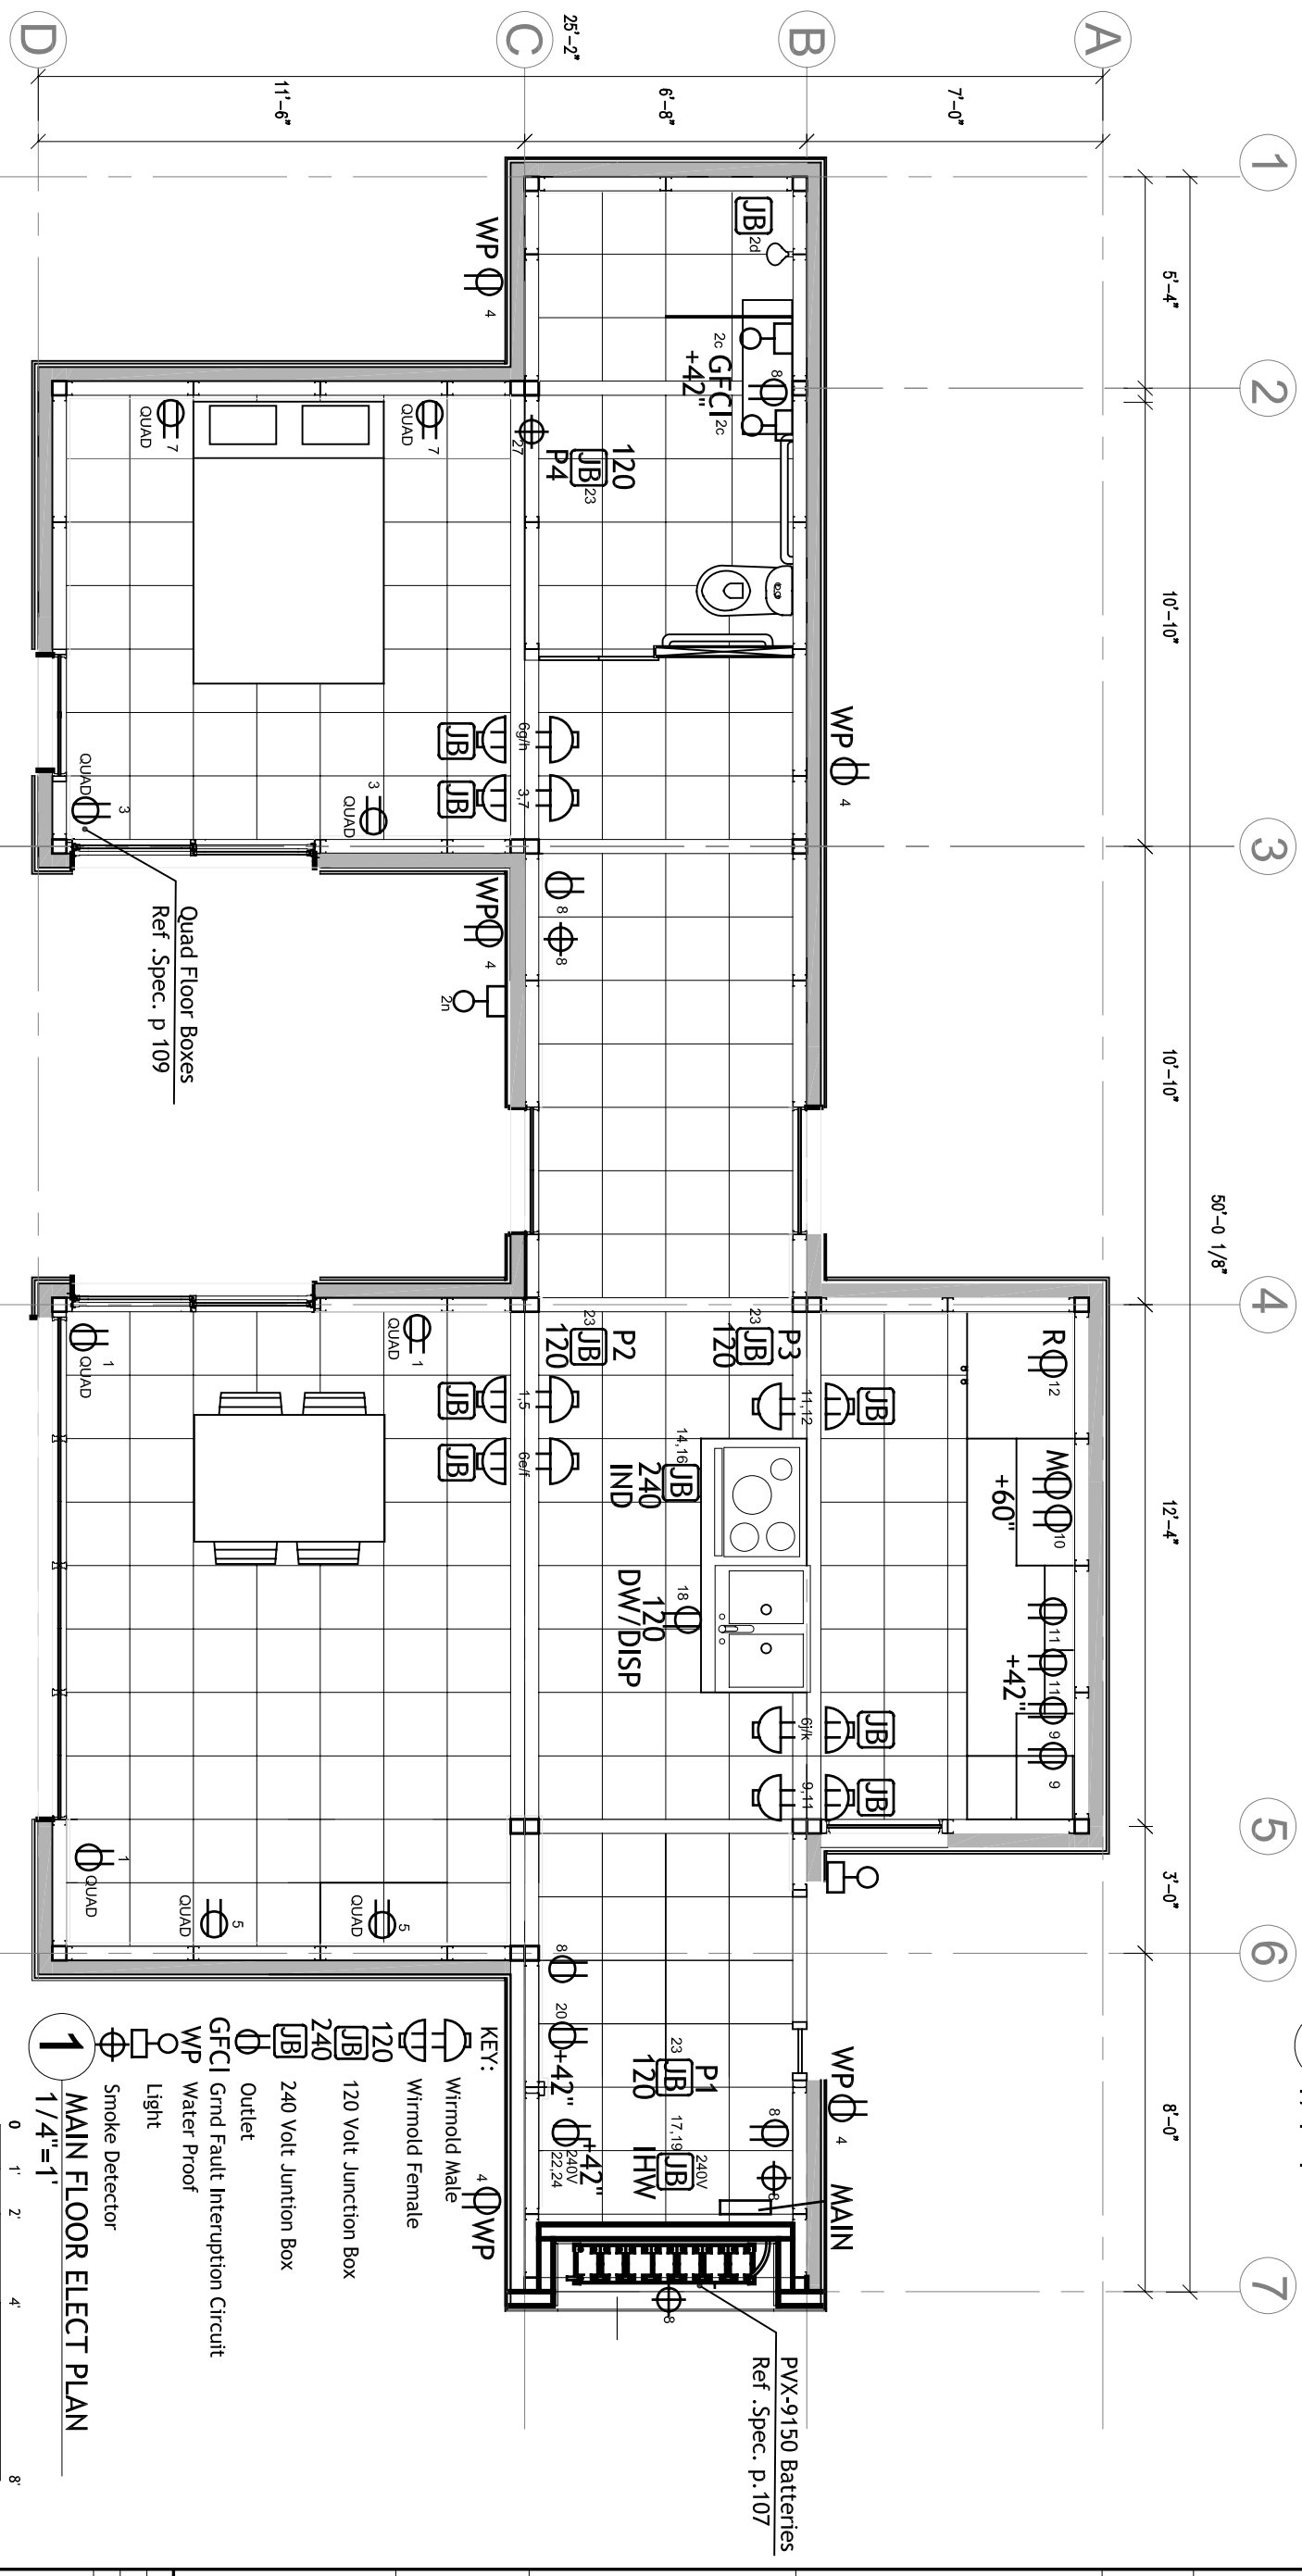 1
2
3
4
5
6
7
50'-0 1/8"
5'-4"
10'-10"
10'-10"
12'-4"
3'-0"
8'-0"
A
B
C
D
25'-2"
7'-0"
6'-8"
11'-6"
R
12
M
10
+60"
11
11
+42"
9
9
WP
4
WP
4
MAIN
JB
2d
2c
GFCI
+42"
8
2c
120
JB
23
P4
27
JB
11,12
JB
6j/k
JB
9,11
P3
JB
23
120
P2
JB
23
120
14,16
JB
240
IND
18
120
DW/DISP
P1
JB
23
120
17,19
JB
240V
IHW
8
8
8
20
+42"
+42"
240V
22,24
8
PVX-9150 Batteries
Ref .Spec. p.107
8
8
6g/h
JB
3,7
JB
1,5
JB
6e/f
JB
WP
4
WP
4
2n
4
WP
7
QUAD
7
QUAD
3
QUAD
3
QUAD
Quad Floor Boxes
Ref .Spec. p 109
1
QUAD
1
QUAD
5
QUAD
5
QUAD
1
QUAD
KEY:
Wirmold Male
Wirmold Female
120
JB
120 Volt Junction Box
240
JB
240 Volt Juntion Box
Outlet
GFCI
Grnd Fault Interuption Circuit
WP
Water Proof
Light
Smoke Detector
1
MAIN FLOOR ELECT PLAN
1/4"=1'
0
1'
2'
4'
8'